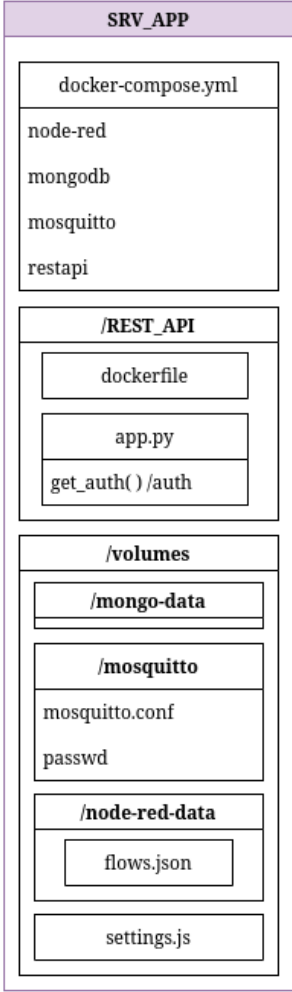 SRV_APP
docker-compose.yml
node-red
mongodb
mosquitto
restapi
/REST_API
dockerfile
app.py
get_auth( ) /auth
/volumes
/mongo-data
/mosquitto
mosquitto.conf
passwd
/node-red-data
flows.json
settings.js